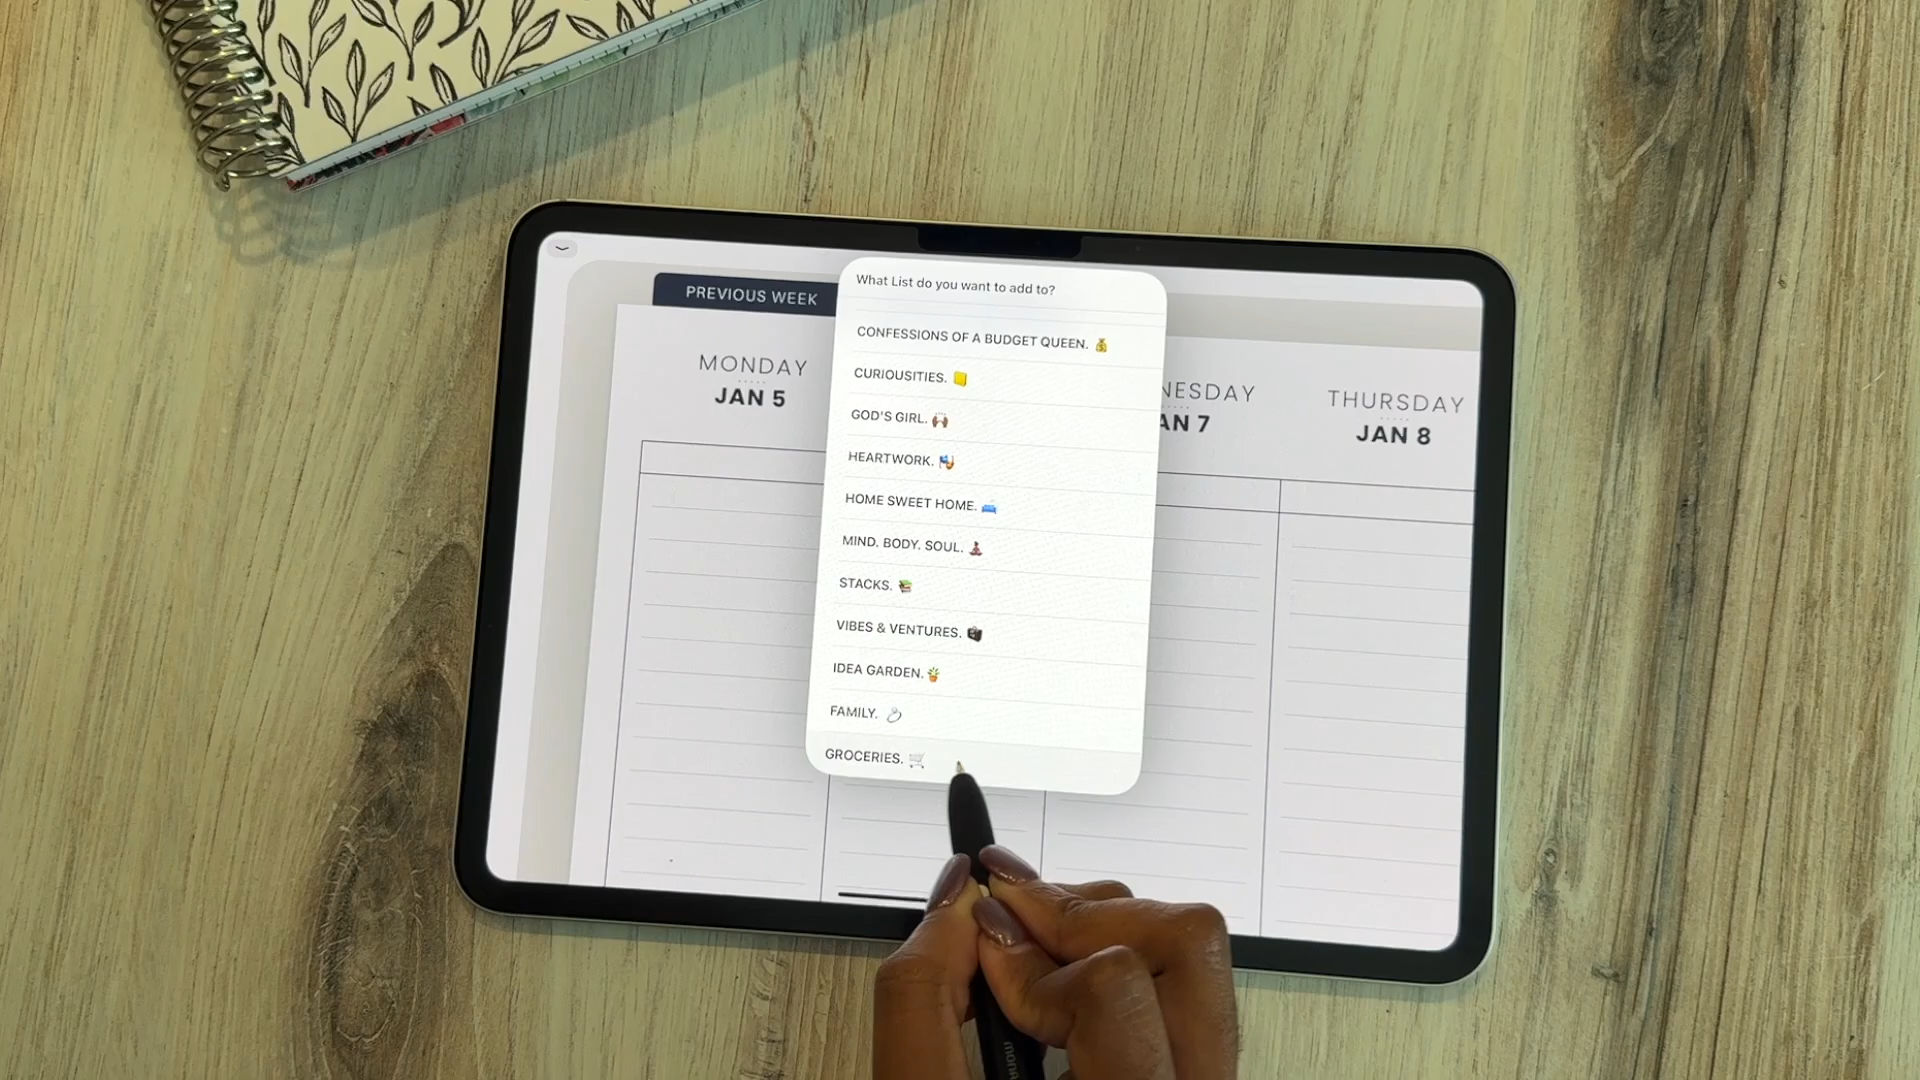 What List do you want to add to?
PREVIOUS WEEK
CONFESSIONS OF A BUDGET QUEEN. 💰
CURIOUSITIES. 📒
GOD'S GIRL. 🙌🏾
HEARTWORK.
HOME SWEET HOME. 🛋️
MIND. BODY. SOUL. 🧘🏾‍♀️
STACKS. 📚
VIBES & VENTURES. 🧳
IDEA GARDEN. 🪴
FAMILY. 💍
GROCERIES. 🛒
MONDAY
JAN 5
NESDAY
AN 7
THURSDAY
JAN 8